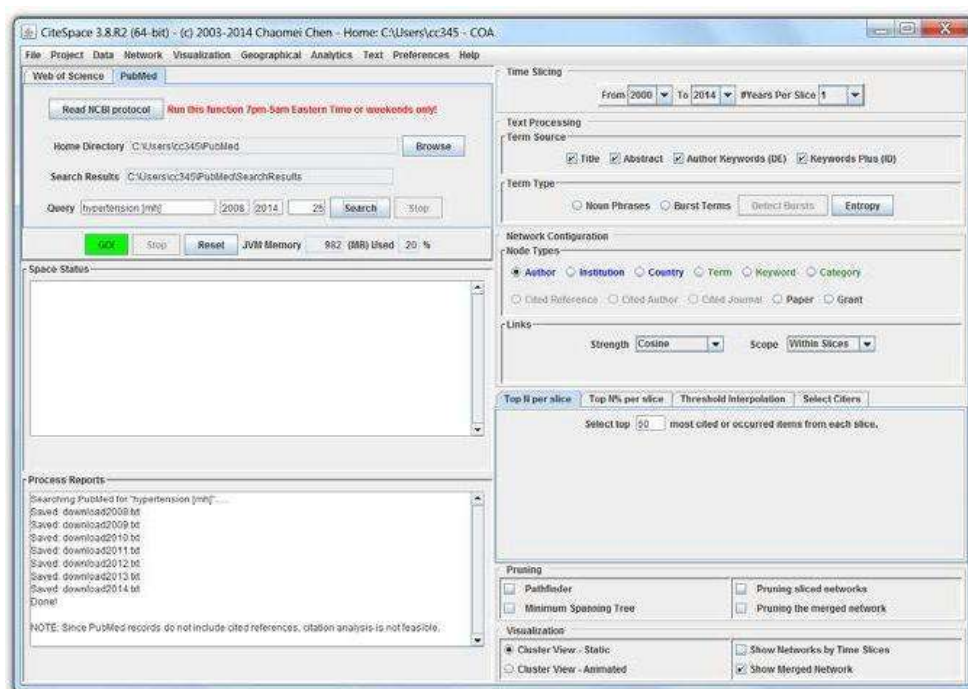 CiteSpace 3.8.R2 (64-bit) - (c) 2003-2014 Chaomei Chen - Home: C:\Users\cc345 - COA
File Project Data Network Visualization Geographical Analytics Text Preferences Help
Web of Science PubMed
Read NCBI protocol Run this function 7pm-5am Eastern Time or weekends only!
Home Directory C:\Users\cc345\PubMed Browse
Search Results C:\Users\cc345\PubMed\SearchResults
Query hypertension [mh] 2008 2014 25 Search Stop
GO! Stop Reset JVM Memory 982 (MB) Used 20 %
Space Status
Process Reports
Searching PubMed for "hypertension [mh]"....
Saved: download2008.txt
Saved: download2009.txt
Saved: download2010.txt
Saved: download2011.txt
Saved: download2012.txt
Saved: download2013.txt
Saved: download2014.txt
Done!
NOTE: Since PubMed records do not include cited references, citation analysis is not feasible.
Time Slicing
From 2000 To 2014 #Years Per Slice 1
Text Processing
Term Source
Title Abstract Author Keywords (DE) Keywords Plus (ID)
Term Type
Noun Phrases Burst Terms Detect Bursts Entropy
Network Configuration
Node Types
Author Institution Country Term Keyword Category
Cited Reference Cited Author Cited Journal Paper Grant
Links
Strength Cosine Scope Within Slices
Top N per slice Top N% per slice Threshold Interpolation Select Citers
Select top 50 most cited or occurred items from each slice.
Pruning
Pathfinder Pruning sliced networks
Minimum Spanning Tree Pruning the merged network
Visualization
Cluster View - Static Show Networks by Time Slices
Cluster View - Animated Show Merged Network